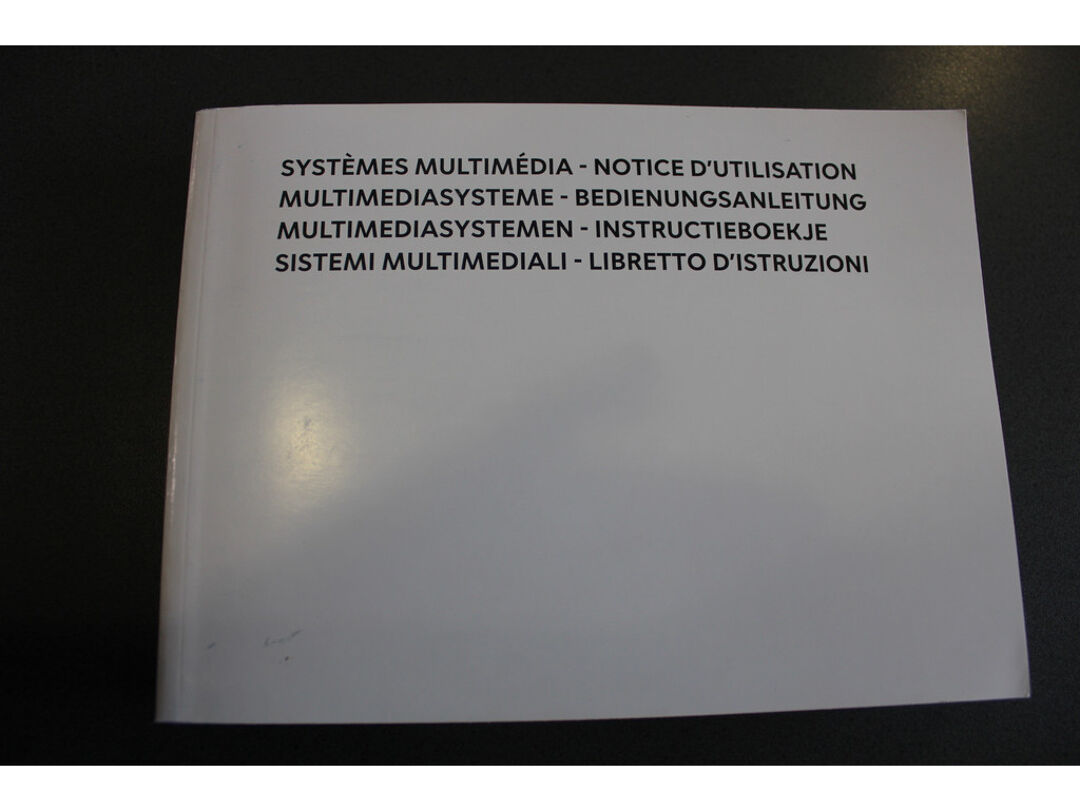 SYSTÈMES MULTIMÉDIA - NOTICE D'UTILISATION
MULTIMEDIASYSTEME - BEDIENUNGSANLEITUNG
MULTIMEDIASYSTEMEN - INSTRUCTIEBOEKJE
SISTEMI MULTIMEDIALI - LIBRETTO D'ISTRUZIONI